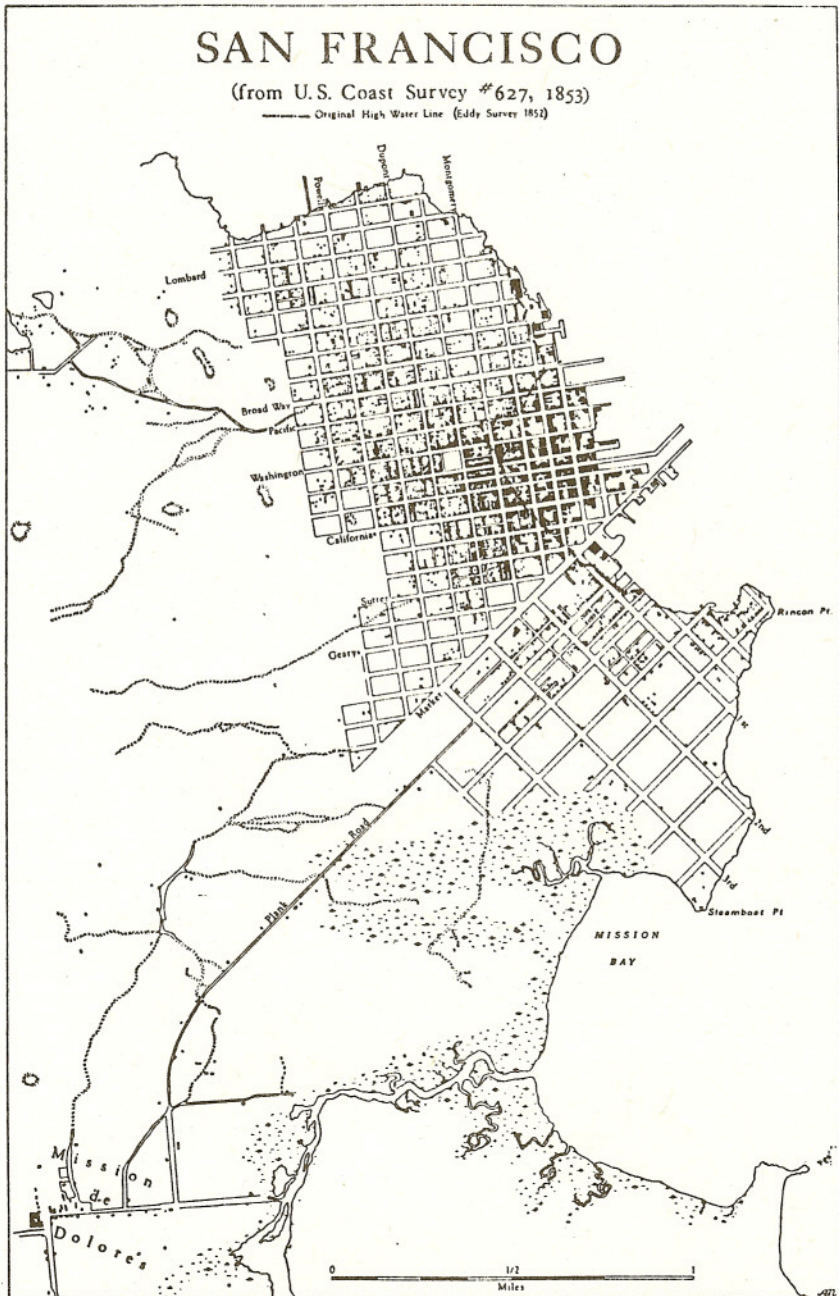 SAN FRANCISCO
(from U.S. Coast Survey #627, 1853)
Original High Water Line (Eddy Survey 1852)
Powell
Dupont
Montgomery
Lombard
Broad Way
Pacific
Washington
California
Sutter
Geary
Market
Rincon Pt.
1st
2nd
3rd
Steamboat Pt
Plank Road
MISSION
BAY
Mission
de
Dolores
0 1/2 1
Miles